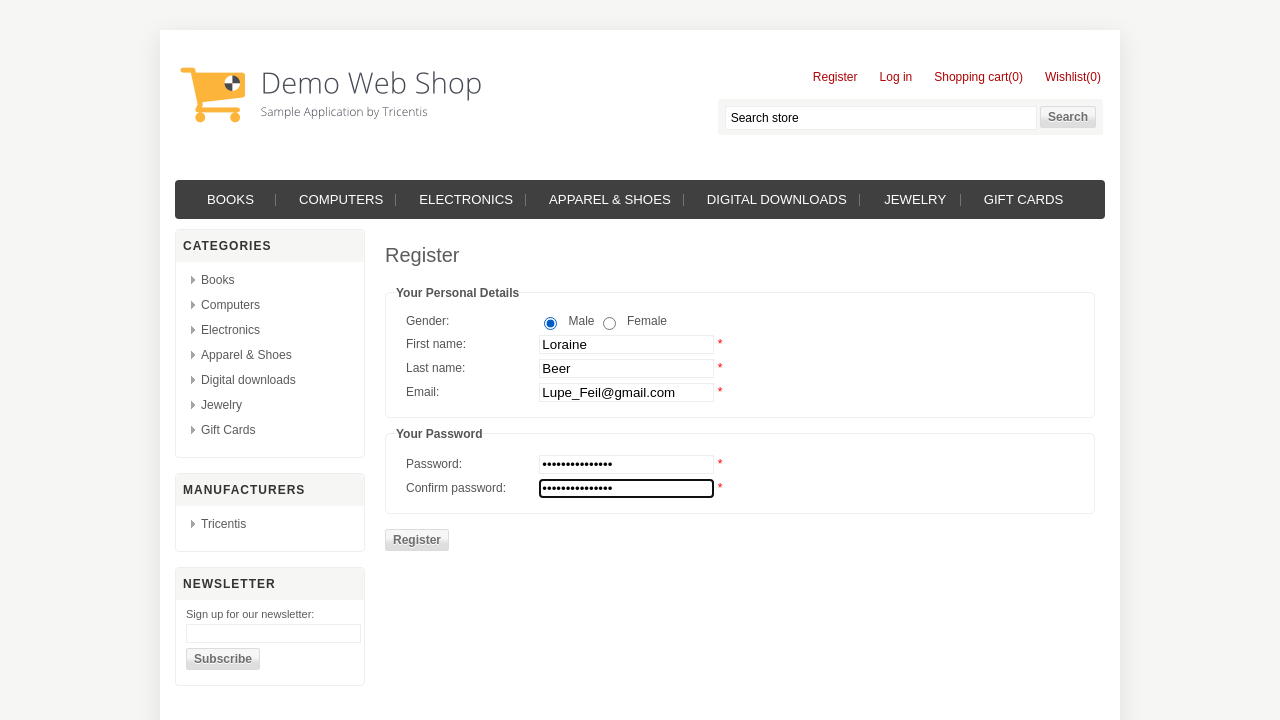 Demo Web Shop
Sample Application by Tricentis
Register Log in Shopping cart(0) Wishlist(0)
Search store Search
BOOKS COMPUTERS ELECTRONICS APPAREL & SHOES DIGITAL DOWNLOADS JEWELRY GIFT CARDS
CATEGORIES
Books
Computers
Electronics
Apparel & Shoes
Digital downloads
Jewelry
Gift Cards
MANUFACTURERS
Tricentis
NEWSLETTER
Sign up for our newsletter:
Subscribe
Register
Your Personal Details
Gender: Male Female
First name: Loraine *
Last name: Beer *
Email: Lupe_Feil@gmail.com *
Your Password
Password: ••••••••••••••• *
Confirm password: ••••••••••••••• *
Register